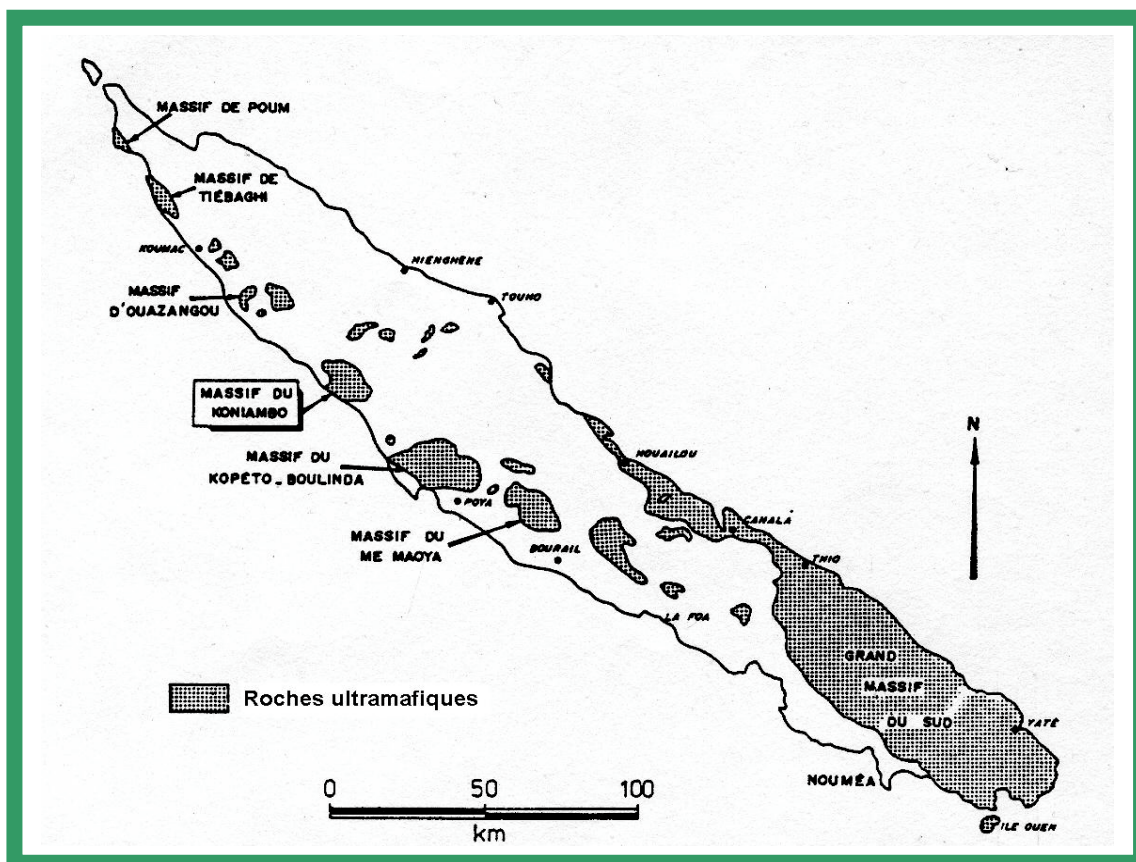 MASSIF DE POUM
MASSIF DE
TIÉBAGHI
KOUMAC
HIENGHÈNE
MASSIF
D'OUAZANGOU
TOUHO
MASSIF DU
KONIAMBO
N
HOUAILOU
MASSIF DU
KOPÉTO_BOULINDA
POYA
CANALA
MASSIF DU
ME MAOYA
BOURAIL
THIO
LA FOA
GRAND
MASSIF
DU SUD
Roches ultramafiques
YATÉ
NOUMÉA
0 50 100
km
ILE OUEN